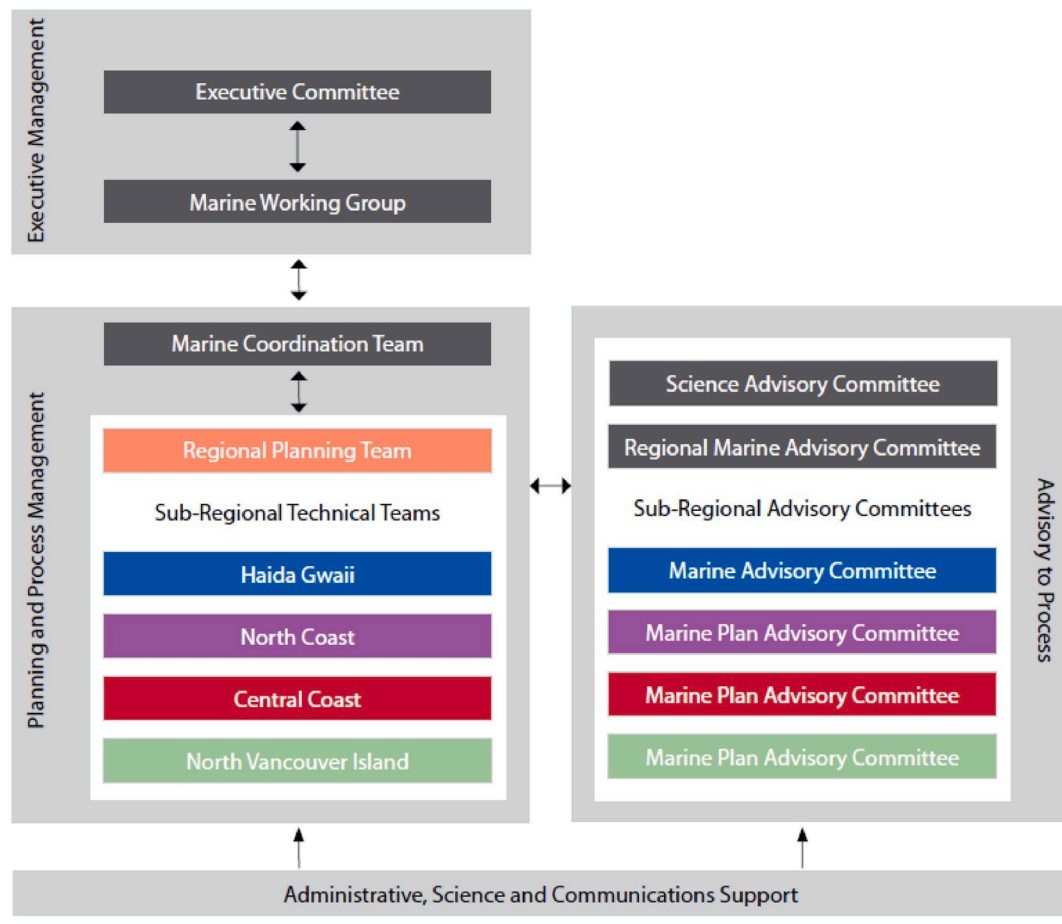 Executive Management
Executive Committee
Marine Working Group
Planning and Process Management
Marine Coordination Team
Regional Planning Team
Sub-Regional Technical Teams
Haida Gwaii
North Coast
Central Coast
North Vancouver Island
Science Advisory Committee
Regional Marine Advisory Committee
Sub-Regional Advisory Committees
Marine Advisory Committee
Marine Plan Advisory Committee
Marine Plan Advisory Committee
Marine Plan Advisory Committee
Advisory to Process
Administrative, Science and Communications Support